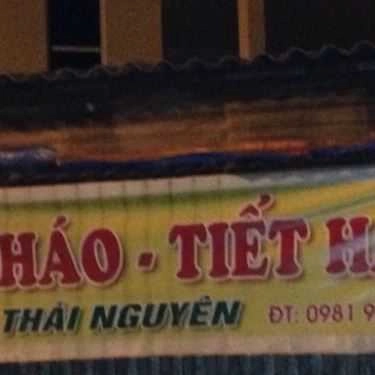 HÁO - TIẾT H
THÁI NGUYÊN
ĐT: 0981 9